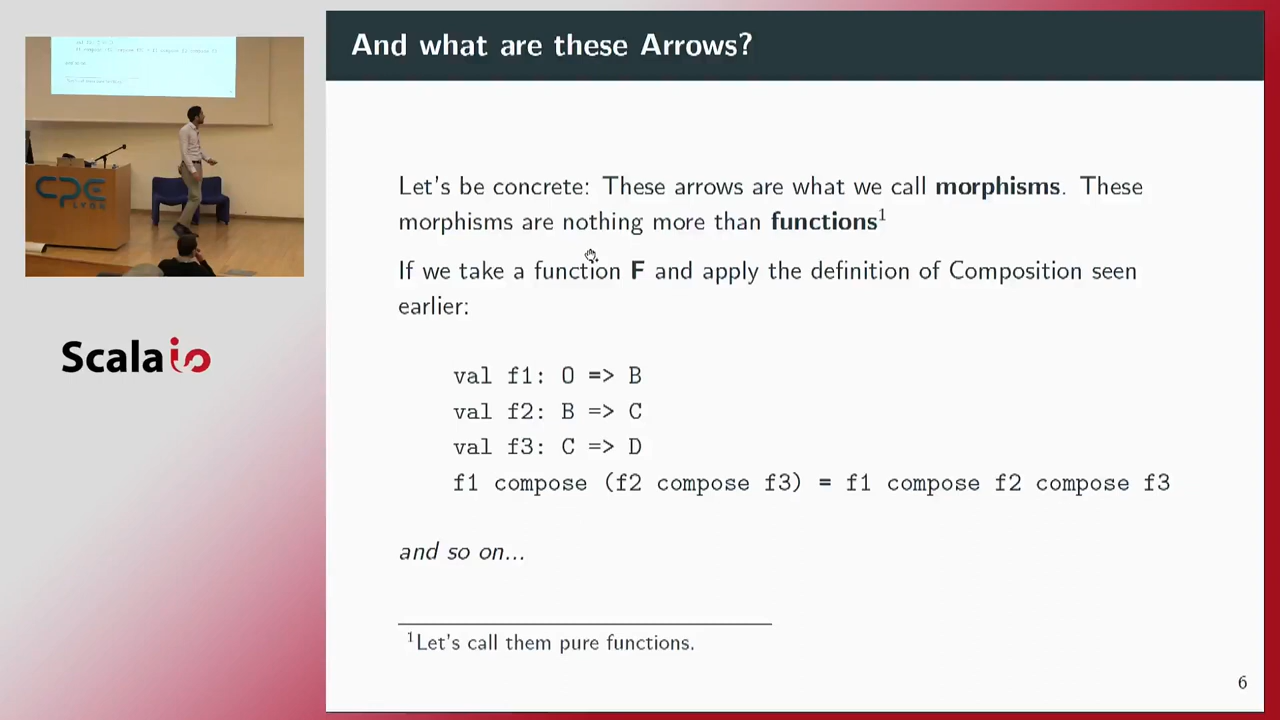 And what are these Arrows?
Let's be concrete: These arrows are what we call morphisms. These
morphisms are nothing more than functions¹
If we take a function F and apply the definition of Composition seen
earlier:
val f1: O => B
val f2: B => C
val f3: C => D
f1 compose (f2 compose f3) = f1 compose f2 compose f3
and so on...
¹Let's call them pure functions.
6
CPE
LYON
Scala io